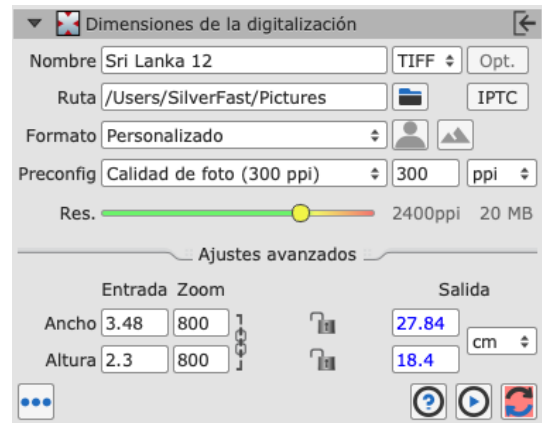 Dimensiones de la digitalización
Nombre Sri Lanka 12 TIFF Opt.
Ruta /Users/SilverFast/Pictures IPTC
Formato Personalizado
Preconfig Calidad de foto (300 ppi) 300 ppi
Res. 2400ppi 20 MB
Ajustes avanzados
Entrada Zoom Salida
Ancho 3.48 800 27.84
cm
Altura 2.3 800 18.4